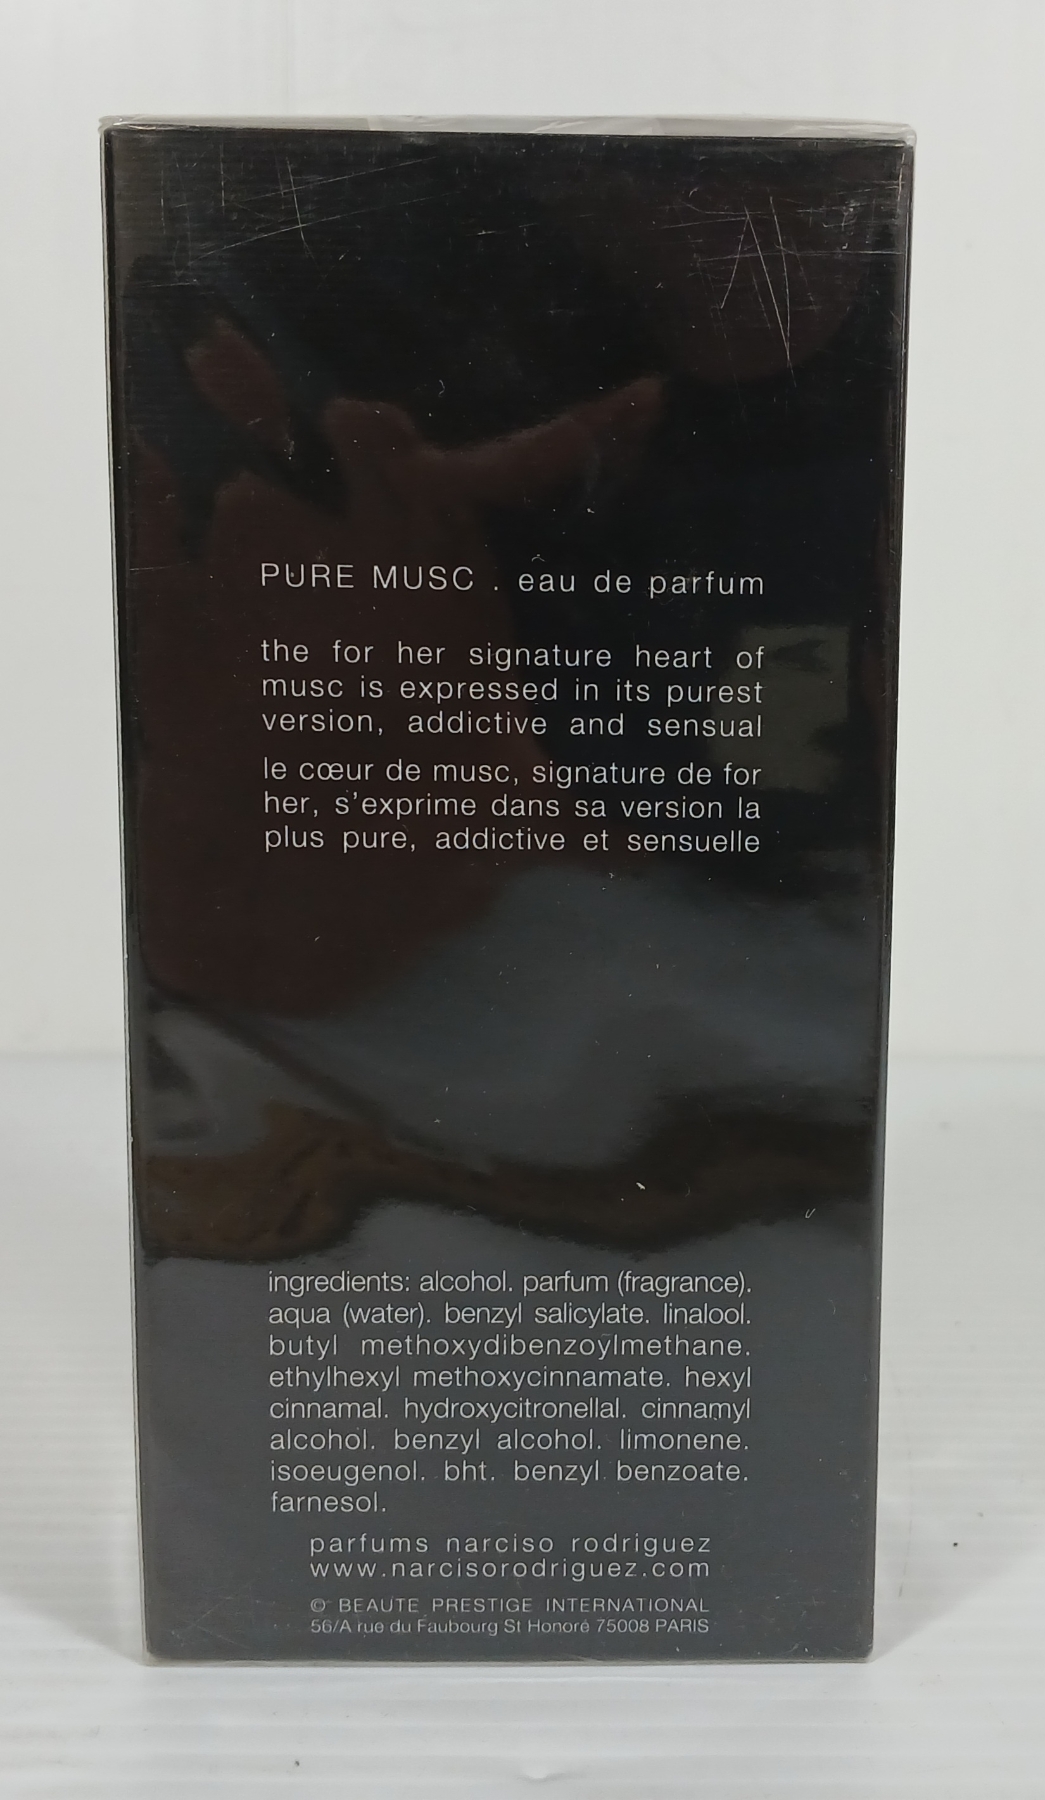 PURE MUSC . eau de parfum
the for her signature heart of
musc is expressed in its purest
version, addictive and sensual
le cœur de musc, signature de for
her, s'exprime dans sa version la
plus pure, addictive et sensuelle
ingredients: alcohol. parfum (fragrance).
aqua (water). benzyl salicylate. linalool.
butyl methoxydibenzoylmethane.
ethylhexyl methoxycinnamate. hexyl
cinnamal. hydroxycitronellal. cinnamyl
alcohol. benzyl alcohol. limonene.
isoeugenol. bht. benzyl benzoate.
farnesol.
parfums narciso rodriguez
www.narcisorodriguez.com
© BEAUTE PRESTIGE INTERNATIONAL
56/A rue du Faubourg St Honoré 75008 PARIS